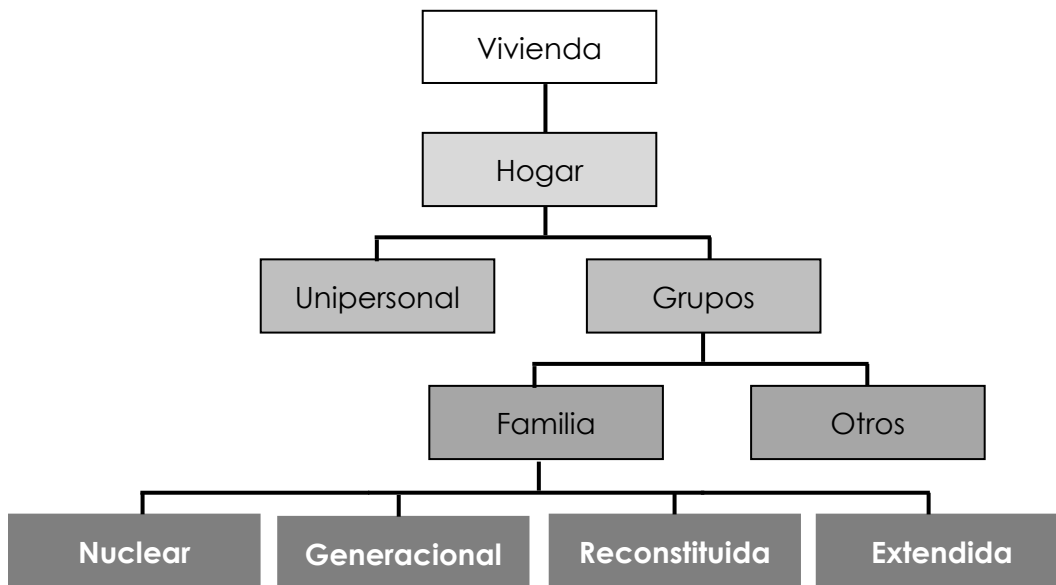 Vivienda
Hogar
Unipersonal
Grupos
Familia
Otros
Nuclear
Generacional
Reconstituida
Extendida